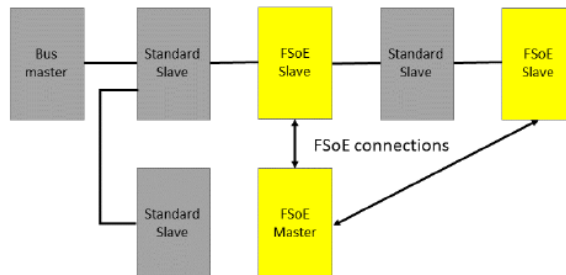 Bus
master
Standard
Slave
FSoE
Slave
Standard
Slave
FSoE
Slave
FSoE connections
Standard
Slave
FSoE
Master